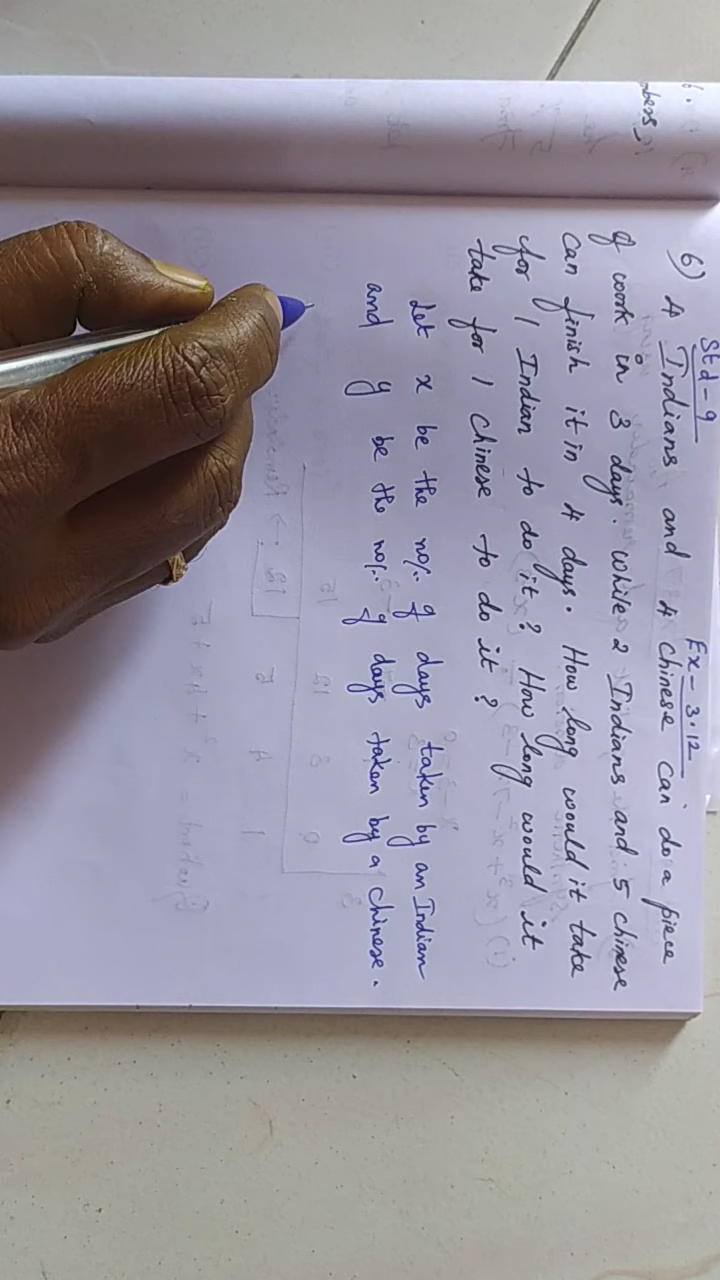 Std - 9 Ex - 3.12
6) 4 Indians and 4 chinese can do a piece
of work in 3 days. while 2 Indians and 5 chinese
can finish it in 4 days. How long would it take
for 1 Indian to do it? How long would it
take for 1 chinese to do it?
Let x be the no/. of days taken by an Indian
and y be the no/. of days taken by a chinese.